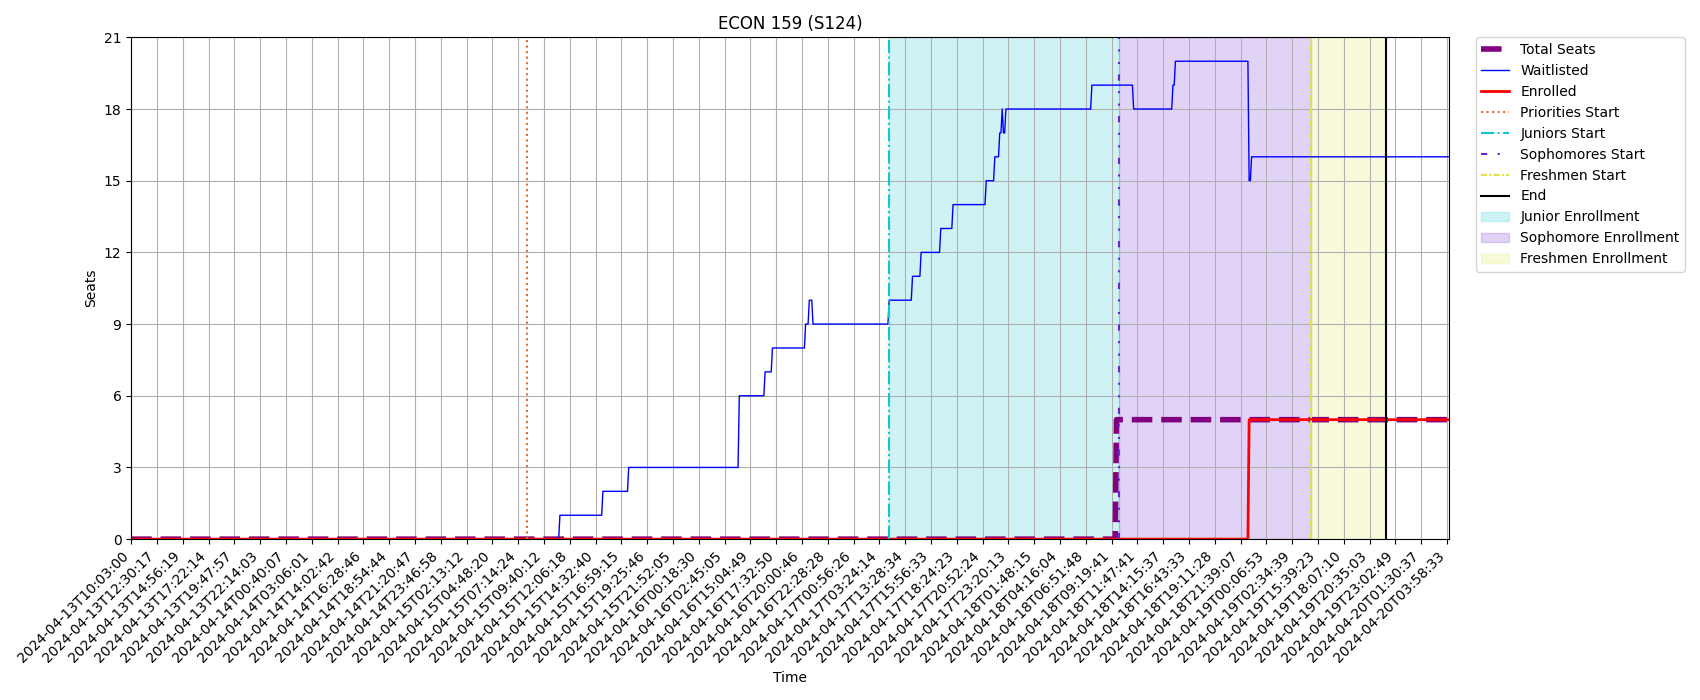 ECON 159 (S124)
21
18
15
12
9
6
3
0
Seats
2024-04-13T10:03:00
2024-04-13T12:30:17
2024-04-13T14:56:19
2024-04-13T17:22:14
2024-04-13T19:47:57
2024-04-13T22:14:03
2024-04-14T00:40:07
2024-04-14T03:06:01
2024-04-14T14:02:42
2024-04-14T16:28:46
2024-04-14T18:54:44
2024-04-14T21:20:47
2024-04-14T23:46:58
2024-04-15T02:13:12
2024-04-15T04:48:20
2024-04-15T07:14:24
2024-04-15T09:40:12
2024-04-15T12:06:18
2024-04-15T14:32:40
2024-04-15T16:59:15
2024-04-15T19:25:46
2024-04-15T21:52:05
2024-04-16T00:18:30
2024-04-16T02:45:05
2024-04-16T15:04:49
2024-04-16T17:32:50
2024-04-16T20:00:46
2024-04-16T22:28:28
2024-04-17T00:56:26
2024-04-17T03:24:14
2024-04-17T13:28:34
2024-04-17T15:56:33
2024-04-17T18:24:23
2024-04-17T20:52:24
2024-04-17T23:20:13
2024-04-18T01:48:15
2024-04-18T04:16:04
2024-04-18T06:51:48
2024-04-18T09:19:41
2024-04-18T11:47:41
2024-04-18T14:15:37
2024-04-18T16:43:33
2024-04-18T19:11:28
2024-04-18T21:39:07
2024-04-19T00:06:53
2024-04-19T02:34:39
2024-04-19T15:39:23
2024-04-19T18:07:10
2024-04-19T20:35:03
2024-04-19T23:02:49
2024-04-20T01:30:37
2024-04-20T03:58:33
Time
Total Seats
Waitlisted
Enrolled
Priorities Start
Juniors Start
Sophomores Start
Freshmen Start
End
Junior Enrollment
Sophomore Enrollment
Freshmen Enrollment